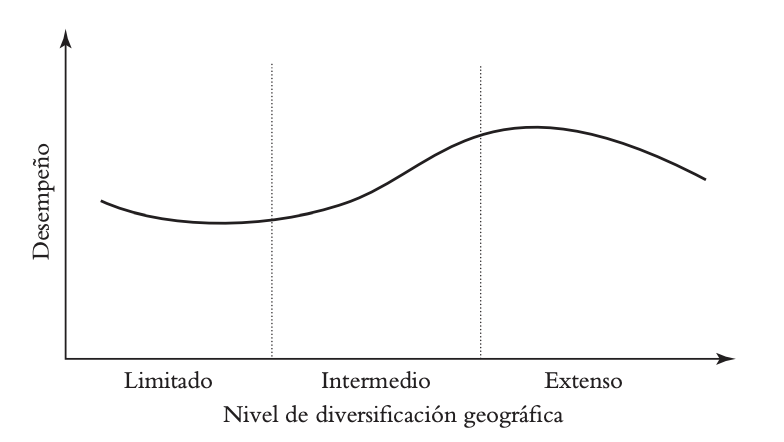 Desempeño
Limitado
Intermedio
Extenso
Nivel de diversificación geográfica